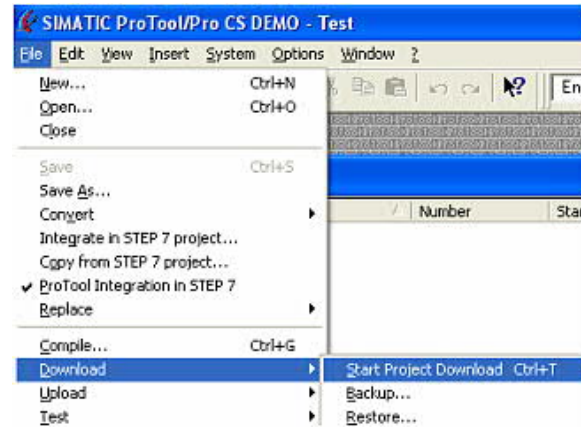 SIMATIC ProTool/Pro CS DEMO - Test
File Edit View Insert System Options Window ?
New... Ctrl+N
Open... Ctrl+O
Close
Save Ctrl+S
Save As...
Convert
Number
Integrate in STEP 7 project...
Copy from STEP 7 project...
ProTool Integration in STEP 7
Replace
Compile... Ctrl+G
Download
Start Project Download Ctrl+T
Upload
Backup...
Test
Restore...